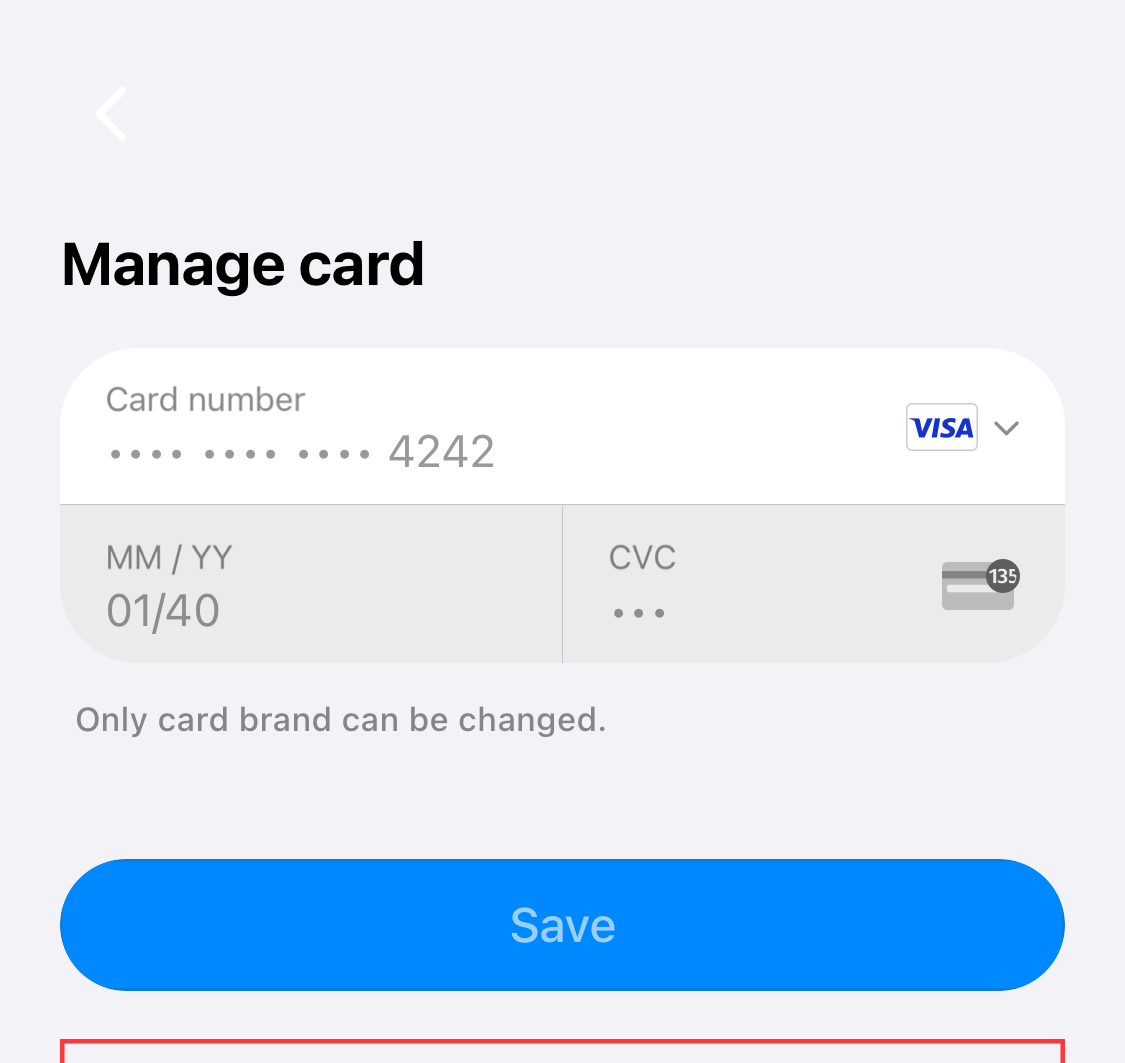 Manage card
Card number
•••• •••• •••• 4242
VISA
MM / YY
01/40
CVC
•••
135
Only card brand can be changed.
Save